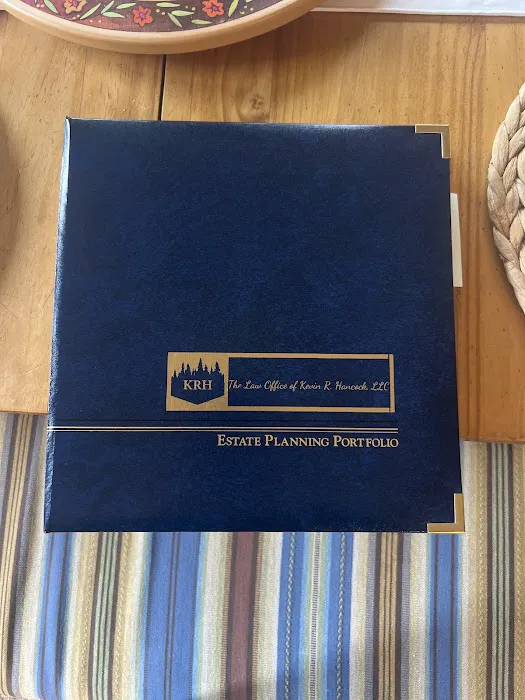 KRH
The Law Office of Kevin R. Hancock, LLC
ESTATE PLANNING PORTFOLIO